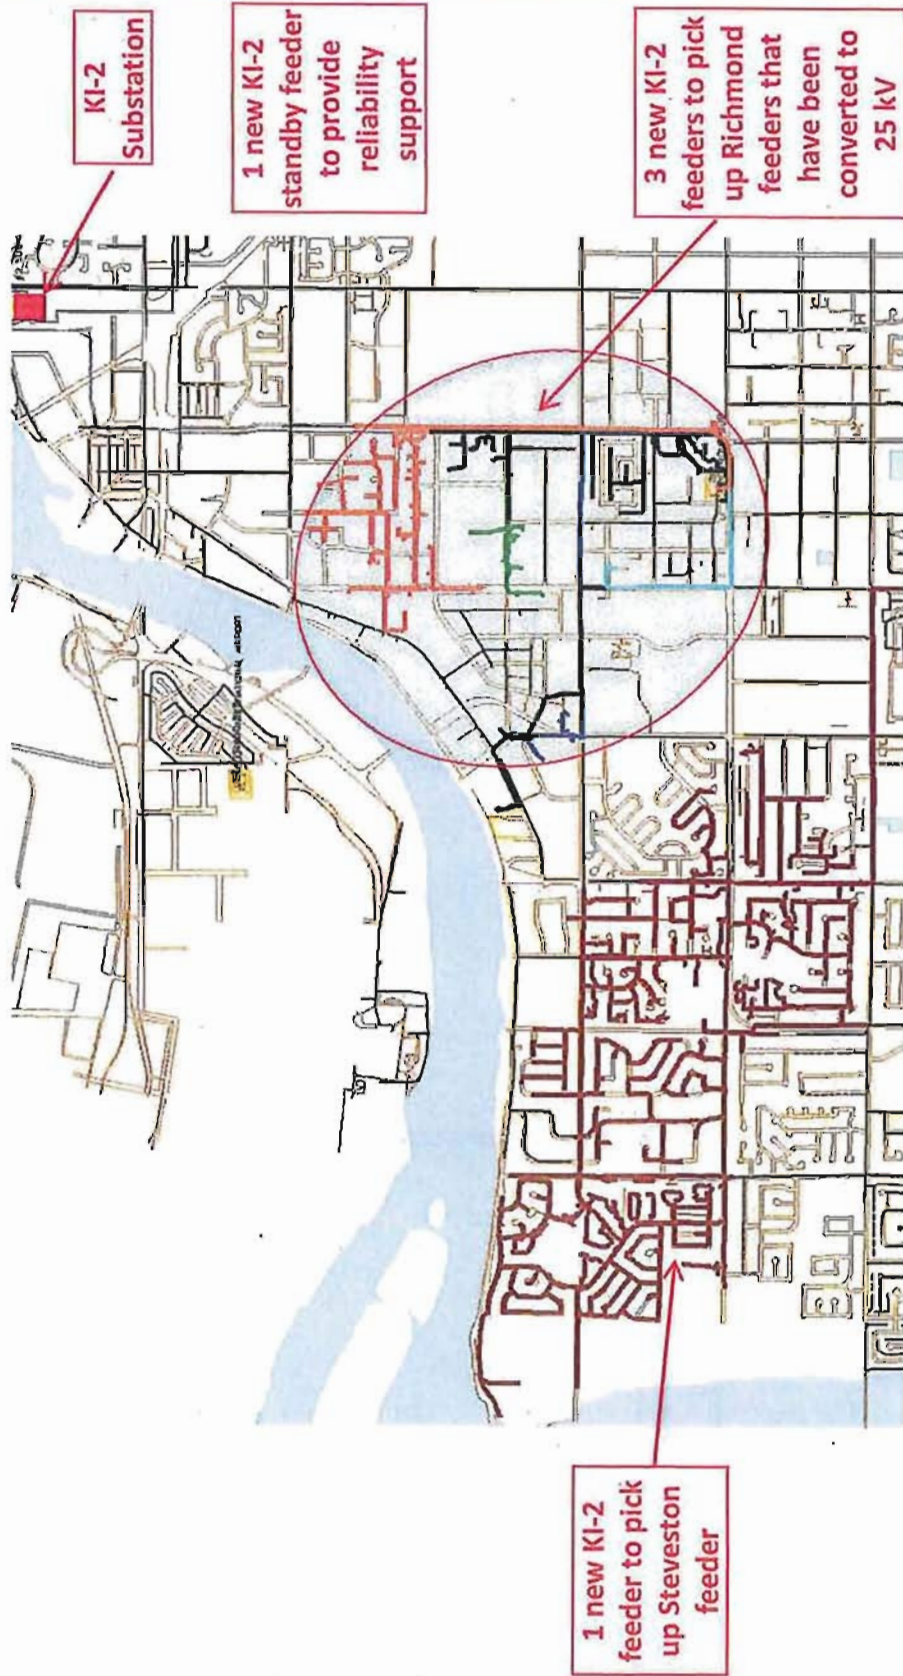 KI-2
Substation
1 new KI-2
standby feeder
to provide
reliability
support
3 new KI-2
feeders to pick
up Richmond
feeders that
have been
converted to
25 kV
1 new KI-2
feeder to pick
up Steveston
feeder